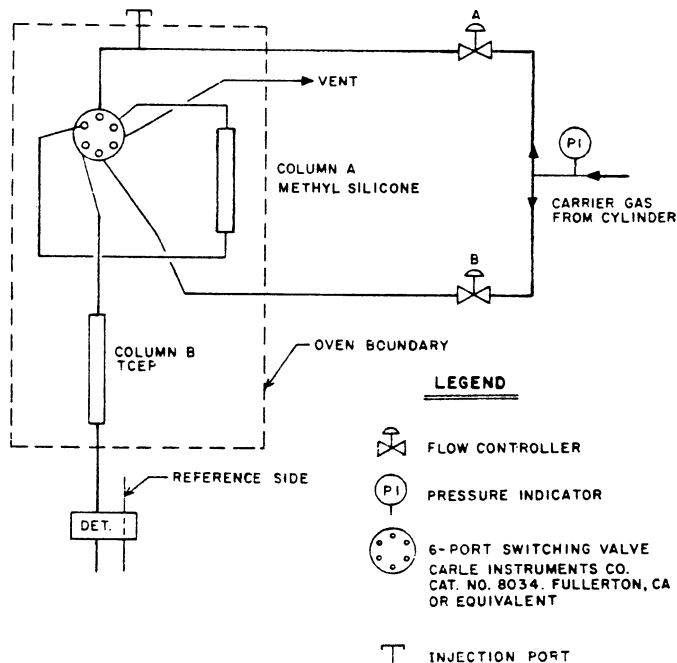 A
VENT
PI
COLUMN A
METHYL SILICONE
CARRIER GAS
FROM CYLINDER
B
COLUMN B
TCEP
OVEN BOUNDARY
LEGEND
REFERENCE SIDE
DET.
FLOW CONTROLLER
PI
PRESSURE INDICATOR
6-PORT SWITCHING VALVE
CARLE INSTRUMENTS CO.
CAT. NO. 8034. FULLERTON, CA
OR EQUIVALENT
INJECTION PORT